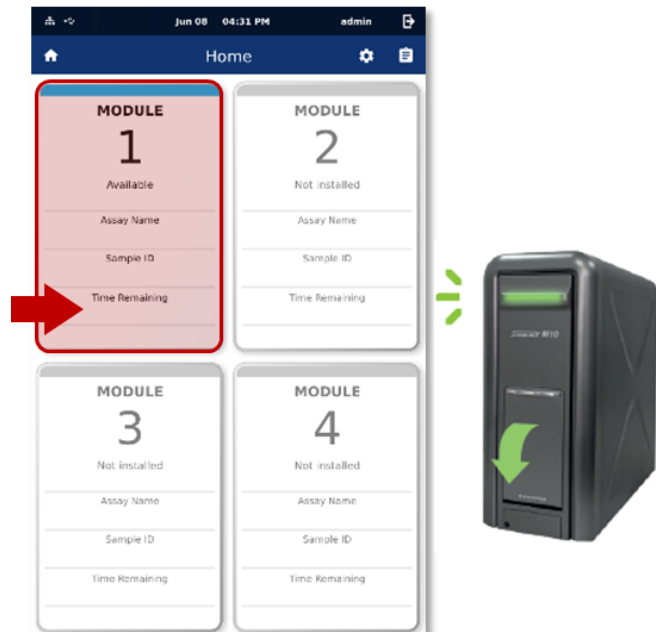 Jun 08 04:31 PM admin
Home
MODULE
1
Available
Assay Name
Sample ID
Time Remaining
MODULE
2
Not installed
Assay Name
Sample ID
Time Remaining
MODULE
3
Not installed
Assay Name
Sample ID
Time Remaining
MODULE
4
Not installed
Assay Name
Sample ID
Time Remaining
M10